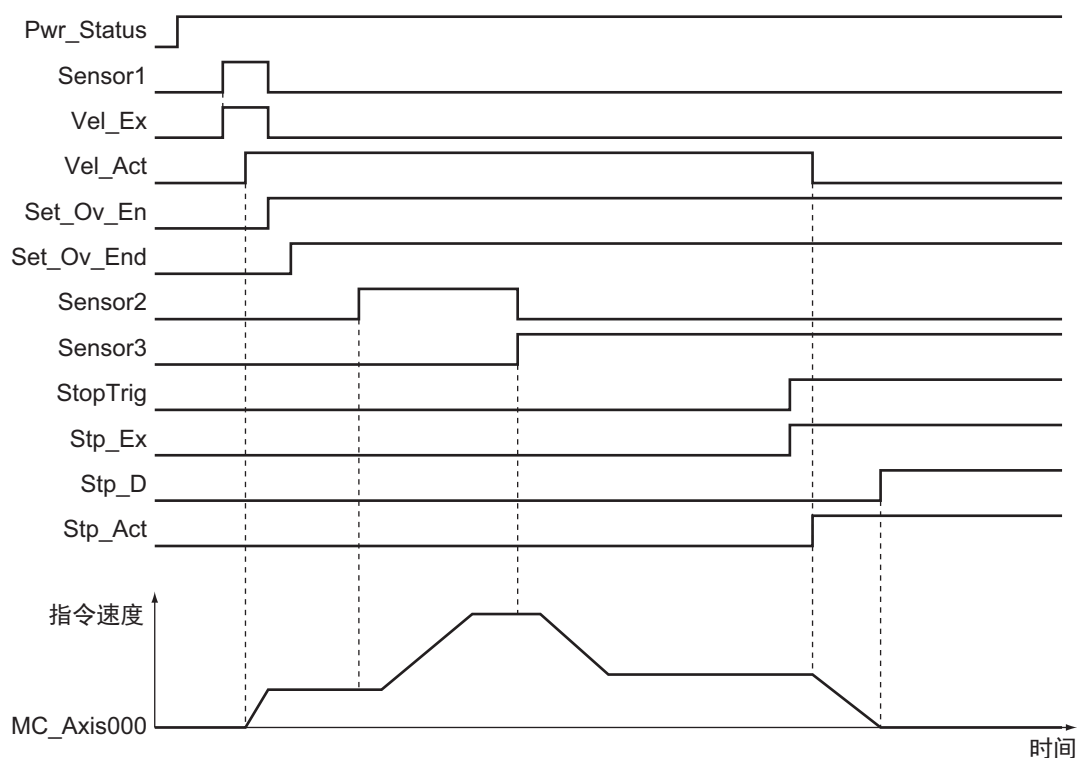 Pwr_Status
Sensor1
Vel_Ex
Vel_Act
Set_Ov_En
Set_Ov_End
Sensor2
Sensor3
StopTrig
Stp_Ex
Stp_D
Stp_Act
指令速度
MC_Axis000
时间